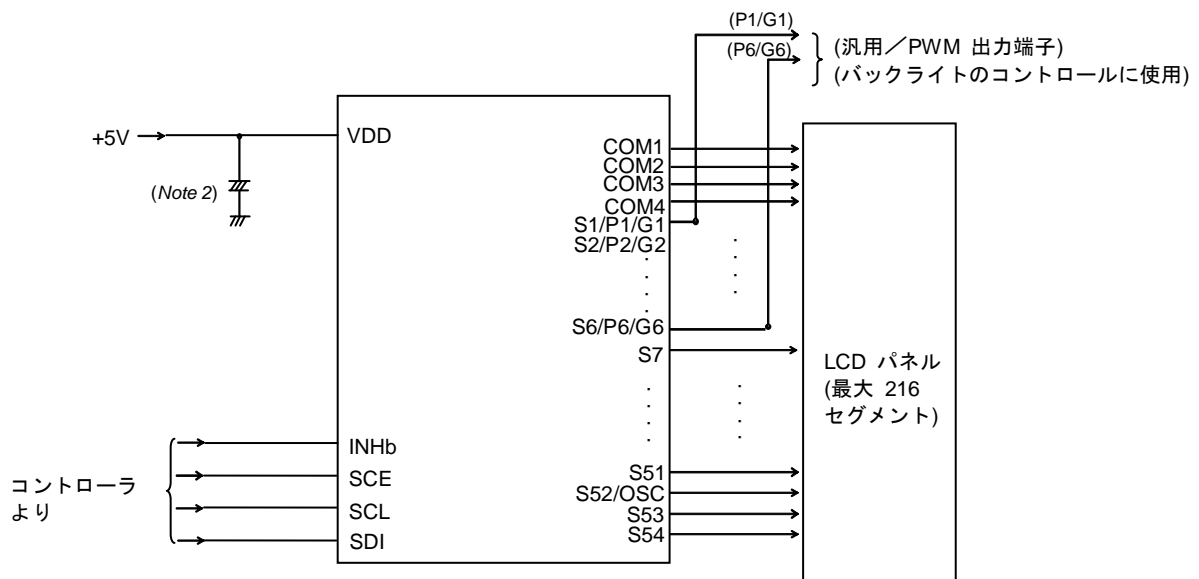 (P1/G1)
(P6/G6)
(汎用／PWM 出力端子)
(バックライトのコントロールに使用)
+5V
VDD
(Note 2)
COM1
COM2
COM3
COM4
S1/P1/G1
S2/P2/G2
S6/P6/G6
S7
LCD パネル
(最大 216
セグメント)
コントローラ
より
INHb
SCE
SCL
SDI
S51
S52/OSC
S53
S54